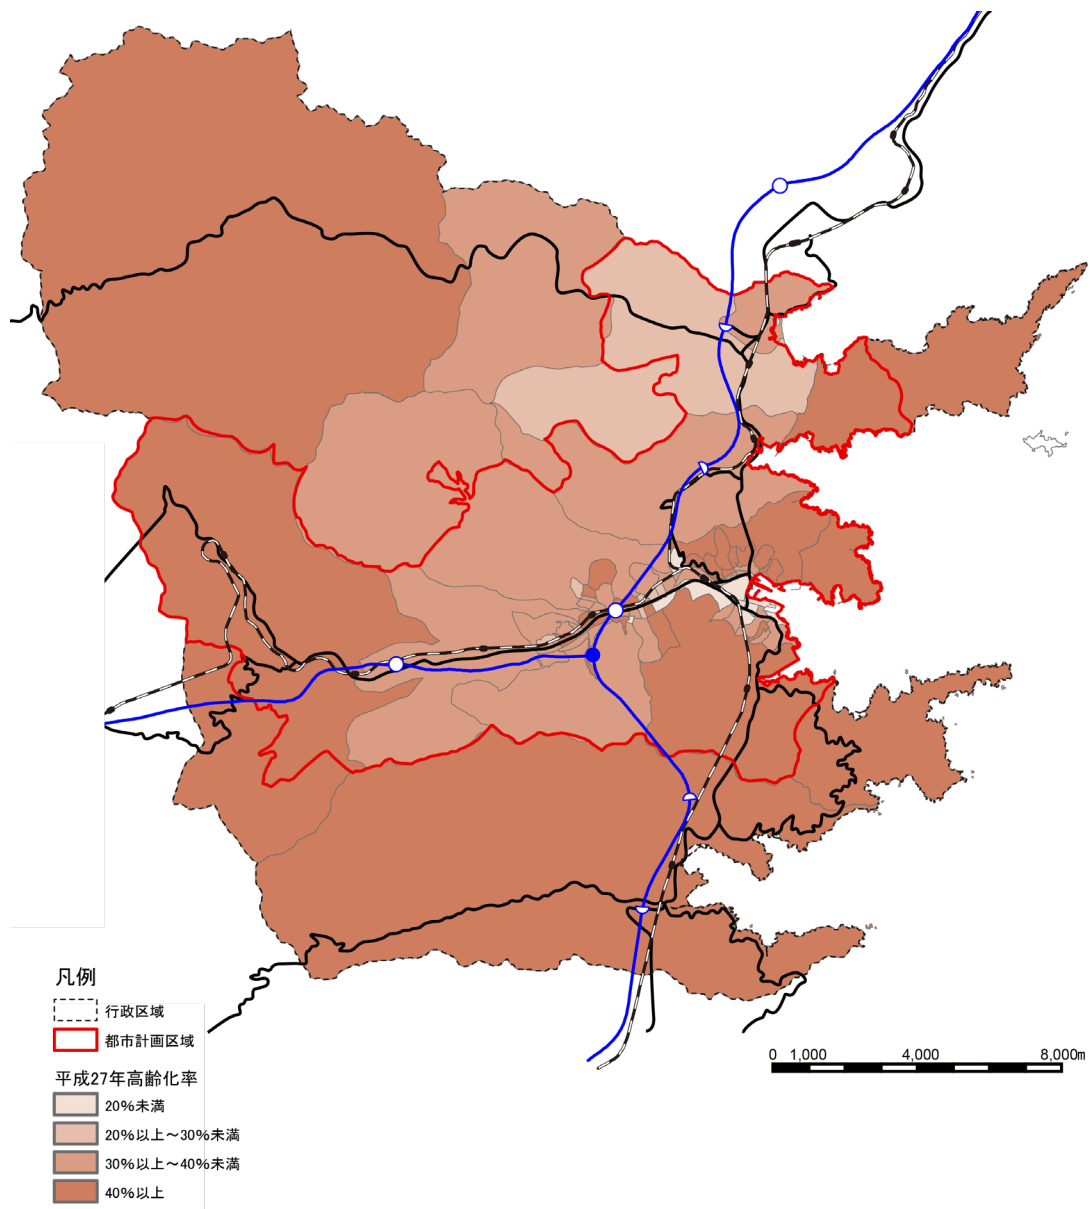 凡例
行政区域
都市計画区域
平成27年高齢化率
20%未満
20%以上～30%未満
30%以上～40%未満
40%以上
0 1,000 4,000 8,000m